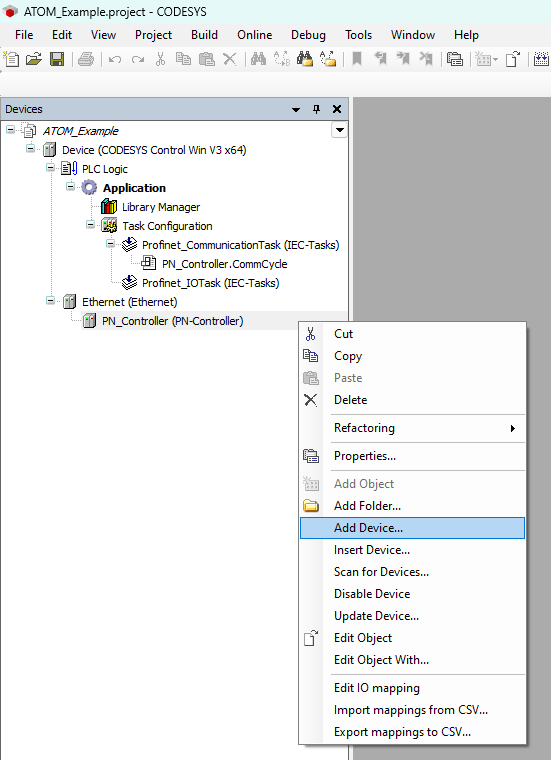 ATOM_Example.project - CODESYS
File Edit View Project Build Online Debug Tools Window Help
Devices
ATOM_Example
Device (CODESYS Control Win V3 x64)
PLC Logic
Application
Library Manager
Task Configuration
Profinet_CommunicationTask (IEC-Tasks)
PN_Controller.CommCycle
Profinet_IOTask (IEC-Tasks)
Ethernet (Ethernet)
PN_Controller (PN-Controller)
Cut
Copy
Paste
Delete
Refactoring
Properties...
Add Object
Add Folder...
Add Device...
Insert Device...
Scan for Devices...
Disable Device
Update Device...
Edit Object
Edit Object With...
Edit IO mapping
Import mappings from CSV...
Export mappings to CSV...